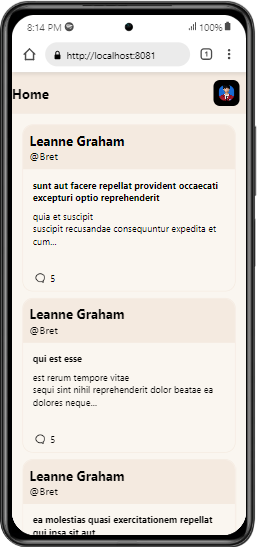 8:14 PM 100%
http://localhost:8081 1
Home
Leanne Graham
@Bret
sunt aut facere repellat provident occaecati
excepturi optio reprehenderit
quia et suscipit
suscipit recusandae consequuntur expedita et
cum...
5
Leanne Graham
@Bret
qui est esse
est rerum tempore vitae
sequi sint nihil reprehenderit dolor beatae ea
dolores neque...
5
Leanne Graham
@Bret
ea molestias quasi exercitationem repellat
qui ipsa sit aut